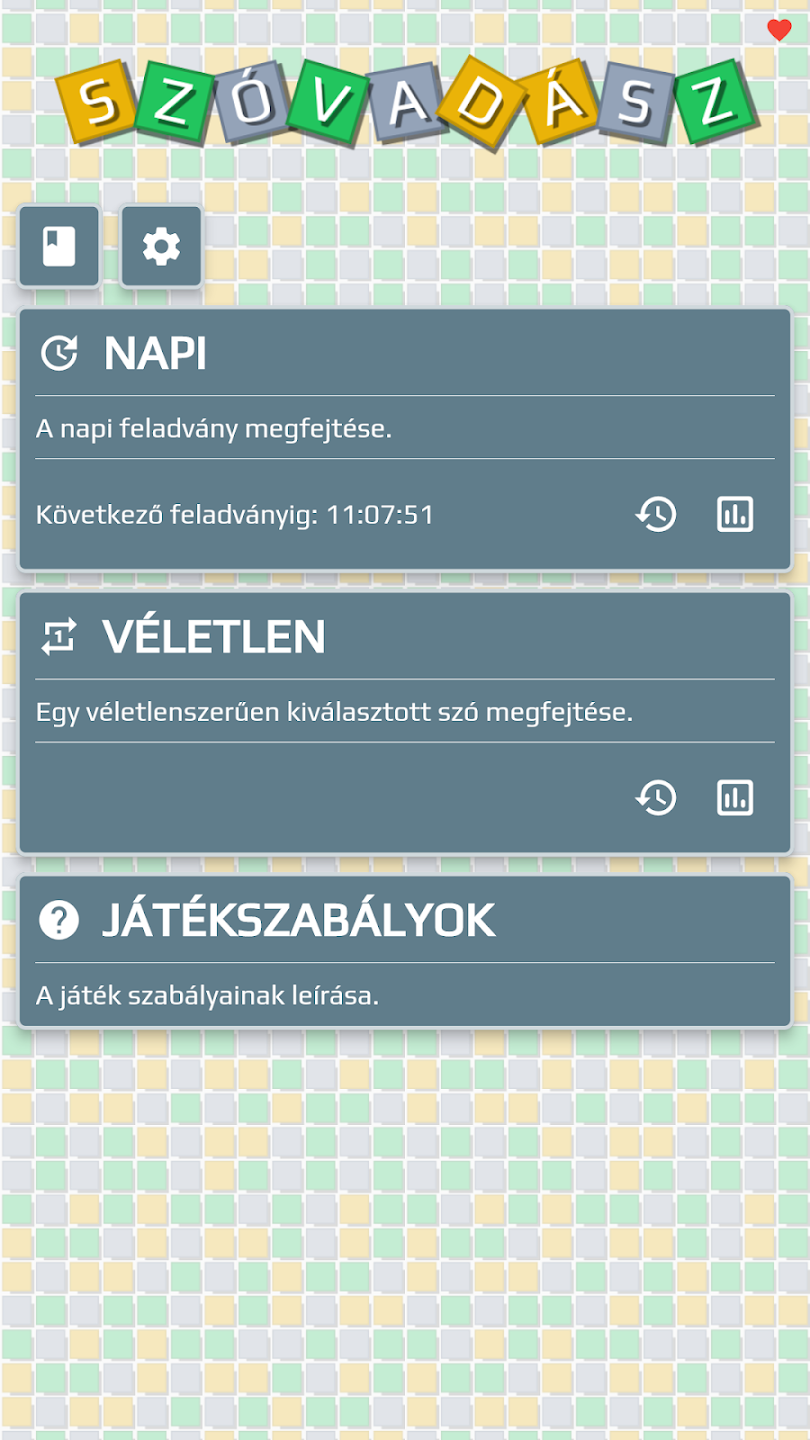 SZÓVADÁSZ
NAPI
A napi feladvány megfejtése.
Következő feladványig: 11:07:51
VÉLETLEN
Egy véletlenszerűen kiválasztott szó megfejtése.
JÁTÉKSZABÁLYOK
A játék szabályainak leírása.